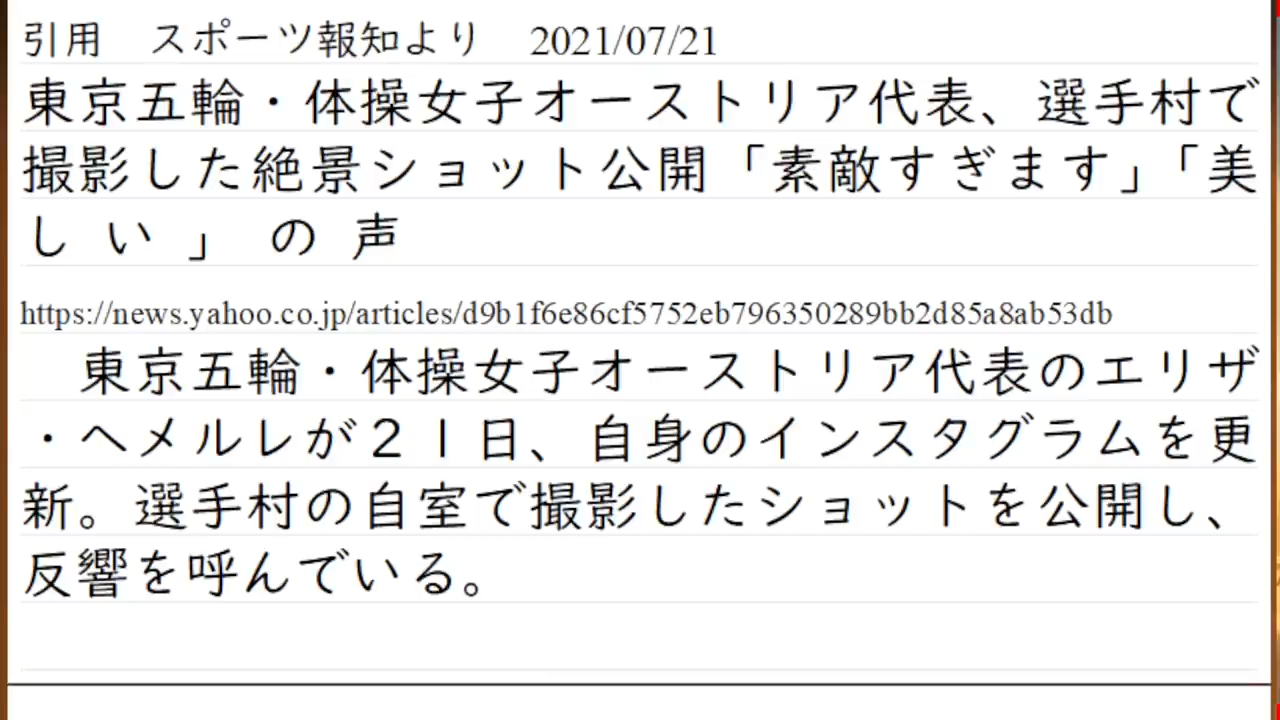 引用　スポーツ報知より　2021/07/21
東京五輪・体操女子オーストリア代表、選手村で
撮影した絶景ショット公開「素敵すぎます」「美
しい」の声
https://news.yahoo.co.jp/articles/d9b1f6e86cf5752eb796350289bb2d85a8ab53db
　東京五輪・体操女子オーストリア代表のエリザ
・ヘメルレが２１日、自身のインスタグラムを更
新。選手村の自室で撮影したショットを公開し、
反響を呼んでいる。